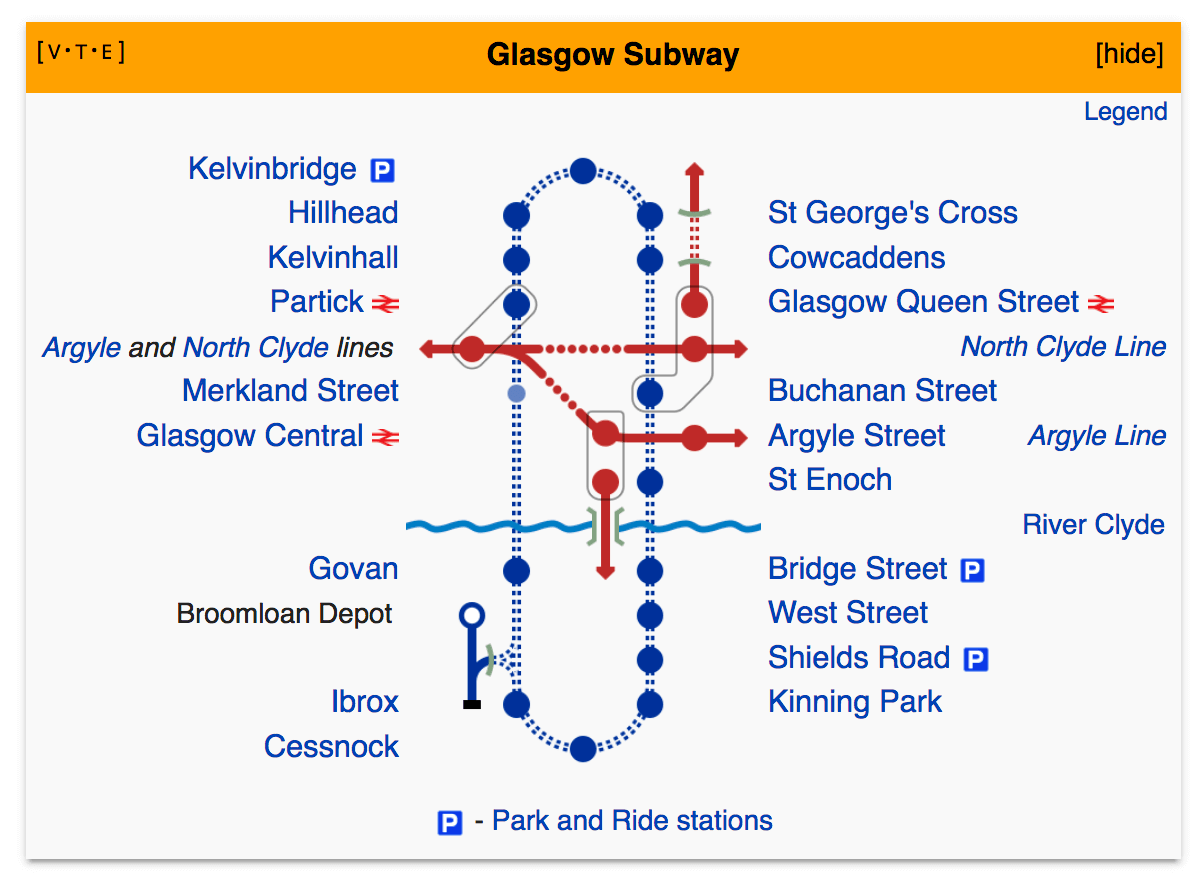 [V·T·E] Glasgow Subway [hide]
Legend
Kelvinbridge P
Hillhead St George's Cross
Kelvinhall Cowcaddens
Partick Glasgow Queen Street
Argyle and North Clyde lines North Clyde Line
Merkland Street Buchanan Street
Glasgow Central Argyle Street Argyle Line
St Enoch
River Clyde
Govan Bridge Street P
Broomloan Depot West Street
Shields Road P
Ibrox Kinning Park
Cessnock
P - Park and Ride stations